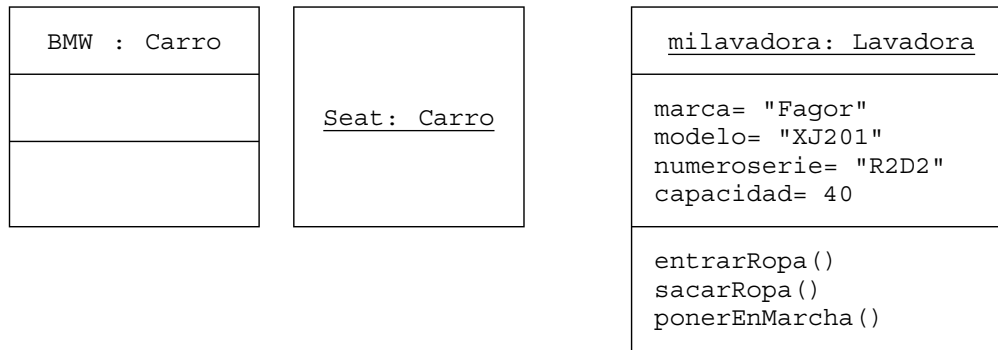 BMW : Carro
Seat: Carro
milavadora: Lavadora
marca= "Fagor"
modelo= "XJ201"
numeroserie= "R2D2"
capacidad= 40
entrarRopa()
sacarRopa()
ponerEnMarcha()